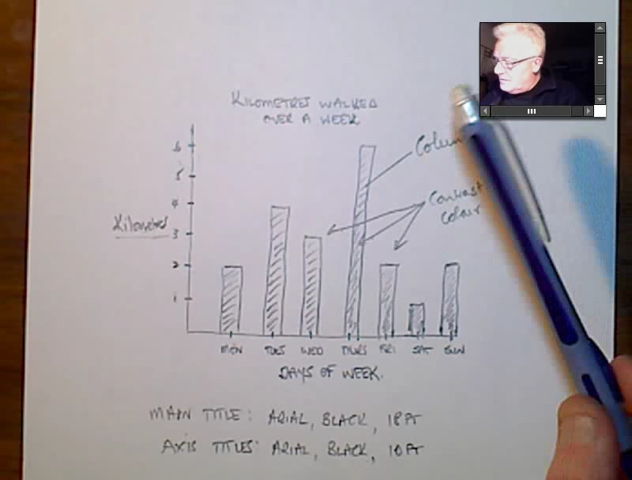 KILOMETRES WALKED
OVER A WEEK
6
5
4
3
2
1
Kilometres
Colum
Contrast
Colour
MON TUES WED THURS FRI SAT SUN
DAYS OF WEEK.
MAIN TITLE: ARIAL, BLACK, 18PT
AXIS TITLES: ARIAL, BLACK, 10PT